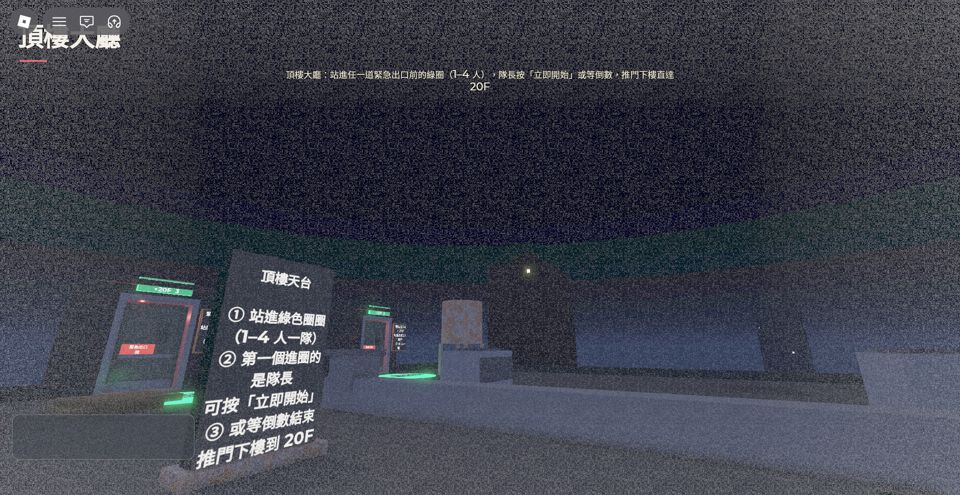 頂樓大廳
頂樓大廳：站進任一道緊急出口前的綠圈（1–4 人），隊長按「立即開始」或等倒數，推門下樓直達
20F
頂樓天台
① 站進綠色圈圈
（1–4 人一隊）
② 第一個進圈的
是隊長
可按「立即開始」
③ 或等倒數結束
推門下樓到 20F